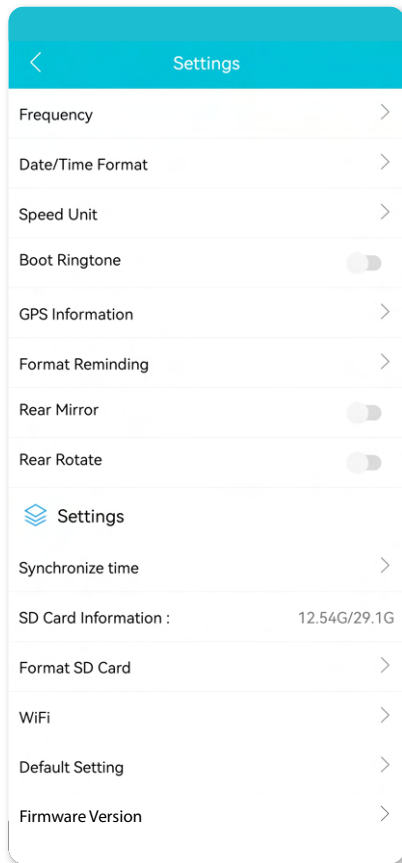 Settings
Frequency
Date/Time Format
Speed Unit
Boot Ringtone
GPS Information
Format Reminding
Rear Mirror
Rear Rotate
Settings
Synchronize time
SD Card Information : 12.54G/29.1G
Format SD Card
WiFi
Default Setting
Firmware Version